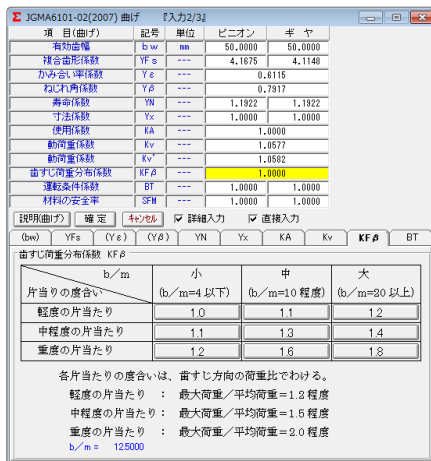 Σ JGMA6101-02(2007) 曲げ 『入力2/3』
項 目(曲げ) 記号 単位 ピニオン ギ ヤ
有効歯幅 bw mm 50.0000 50.0000
複合歯形係数 YFs --- 4.1675 4.1148
かみ合い率係数 Yε --- 0.6115
ねじれ角係数 Yβ --- 0.7917
寿命係数 YN --- 1.1922 1.1922
寸法係数 Yx --- 1.0000 1.0000
使用係数 KA --- 1.0000
動荷重係数 Kv --- 1.0577
動荷重係数 Kv' --- 1.0582
歯すじ荷重分布係数 KFβ --- 1.0000
運転条件係数 BT --- 1.0000 1.0000
材料の安全率 SFM --- 1.0000 1.0000
説明(曲げ) 確 定 キャンセル 詳細入力 直接入力
(bw) YFs (Yε) (Yβ) YN Yx KA Kv KFβ BT
歯すじ荷重分布係数 KFβ
b/m 小 中 大
片当りの度合い (b/m=4 以下) (b/m=10 程度) (b/m=20 以上)
軽度の片当たり 1.0 1.1 1.2
中程度の片当たり 1.1 1.3 1.4
重度の片当たり 1.2 1.6 1.8
各片当たりの度合いは、歯すじ方向の荷重比でわける。
軽度の片当たり : 最大荷重/平均荷重=1.2 程度
中程度の片当たり : 最大荷重/平均荷重=1.5 程度
重度の片当たり : 最大荷重/平均荷重=2.0 程度
b/m = 12.5000